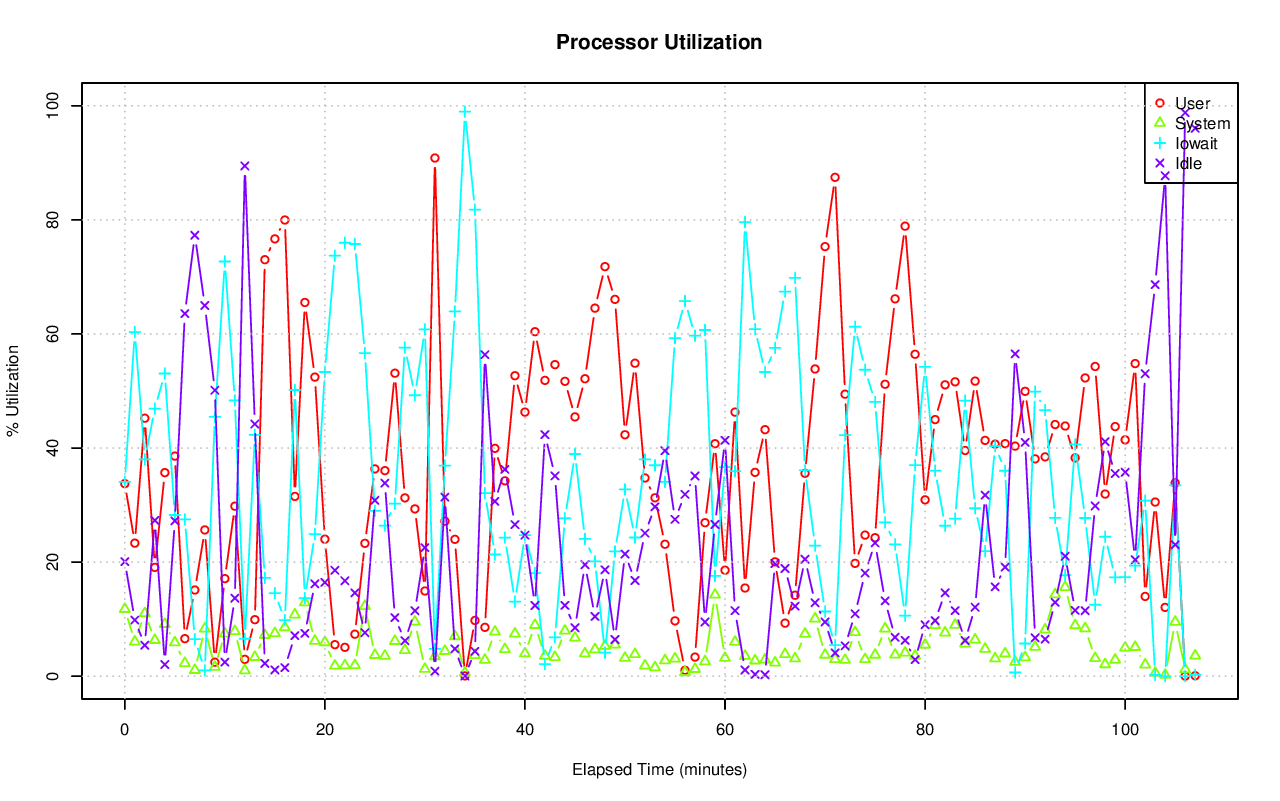 Processor Utilization
% Utilization
100
80
60
40
20
0
User
System
Iowait
Idle
0 20 40 60 80 100
Elapsed Time (minutes)